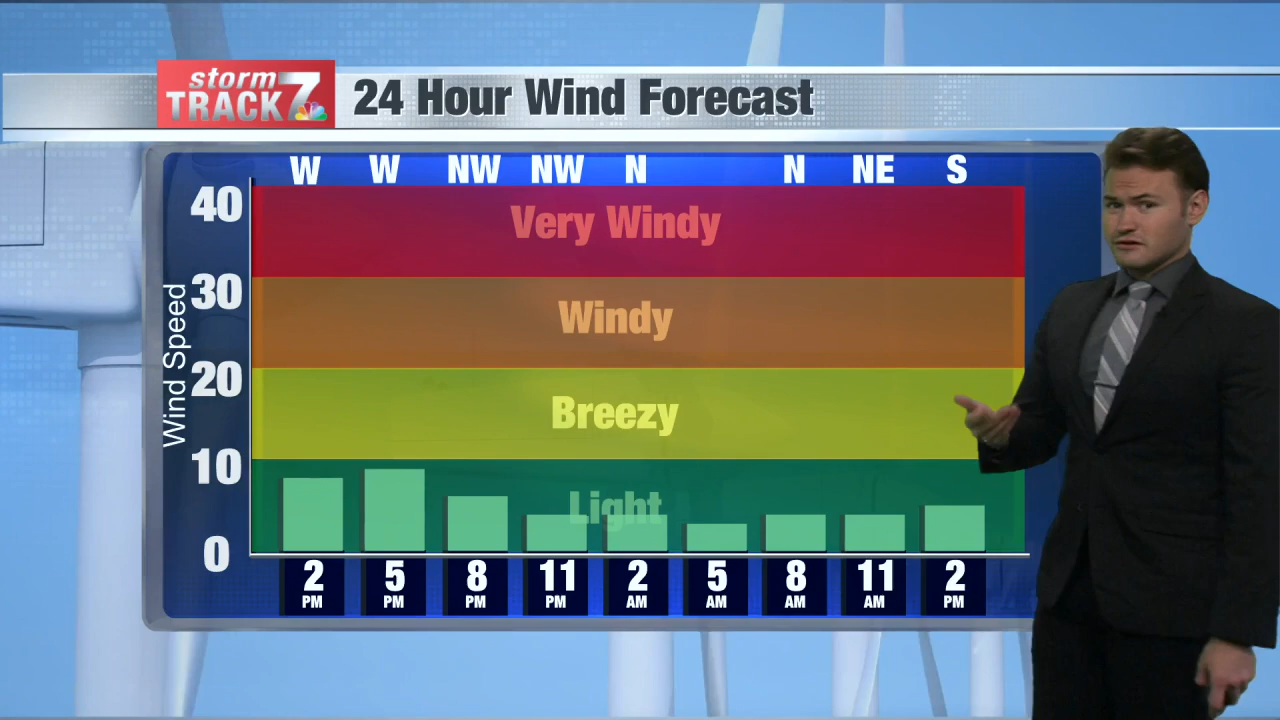 storm
TRACK 7
24 Hour Wind Forecast
W W NW NW N N NE S
40
Very Windy
30
Windy
Wind Speed
20
Breezy
10
Light
0
2 5 8 11 2 5 8 11 2
PM PM PM PM AM AM AM AM PM